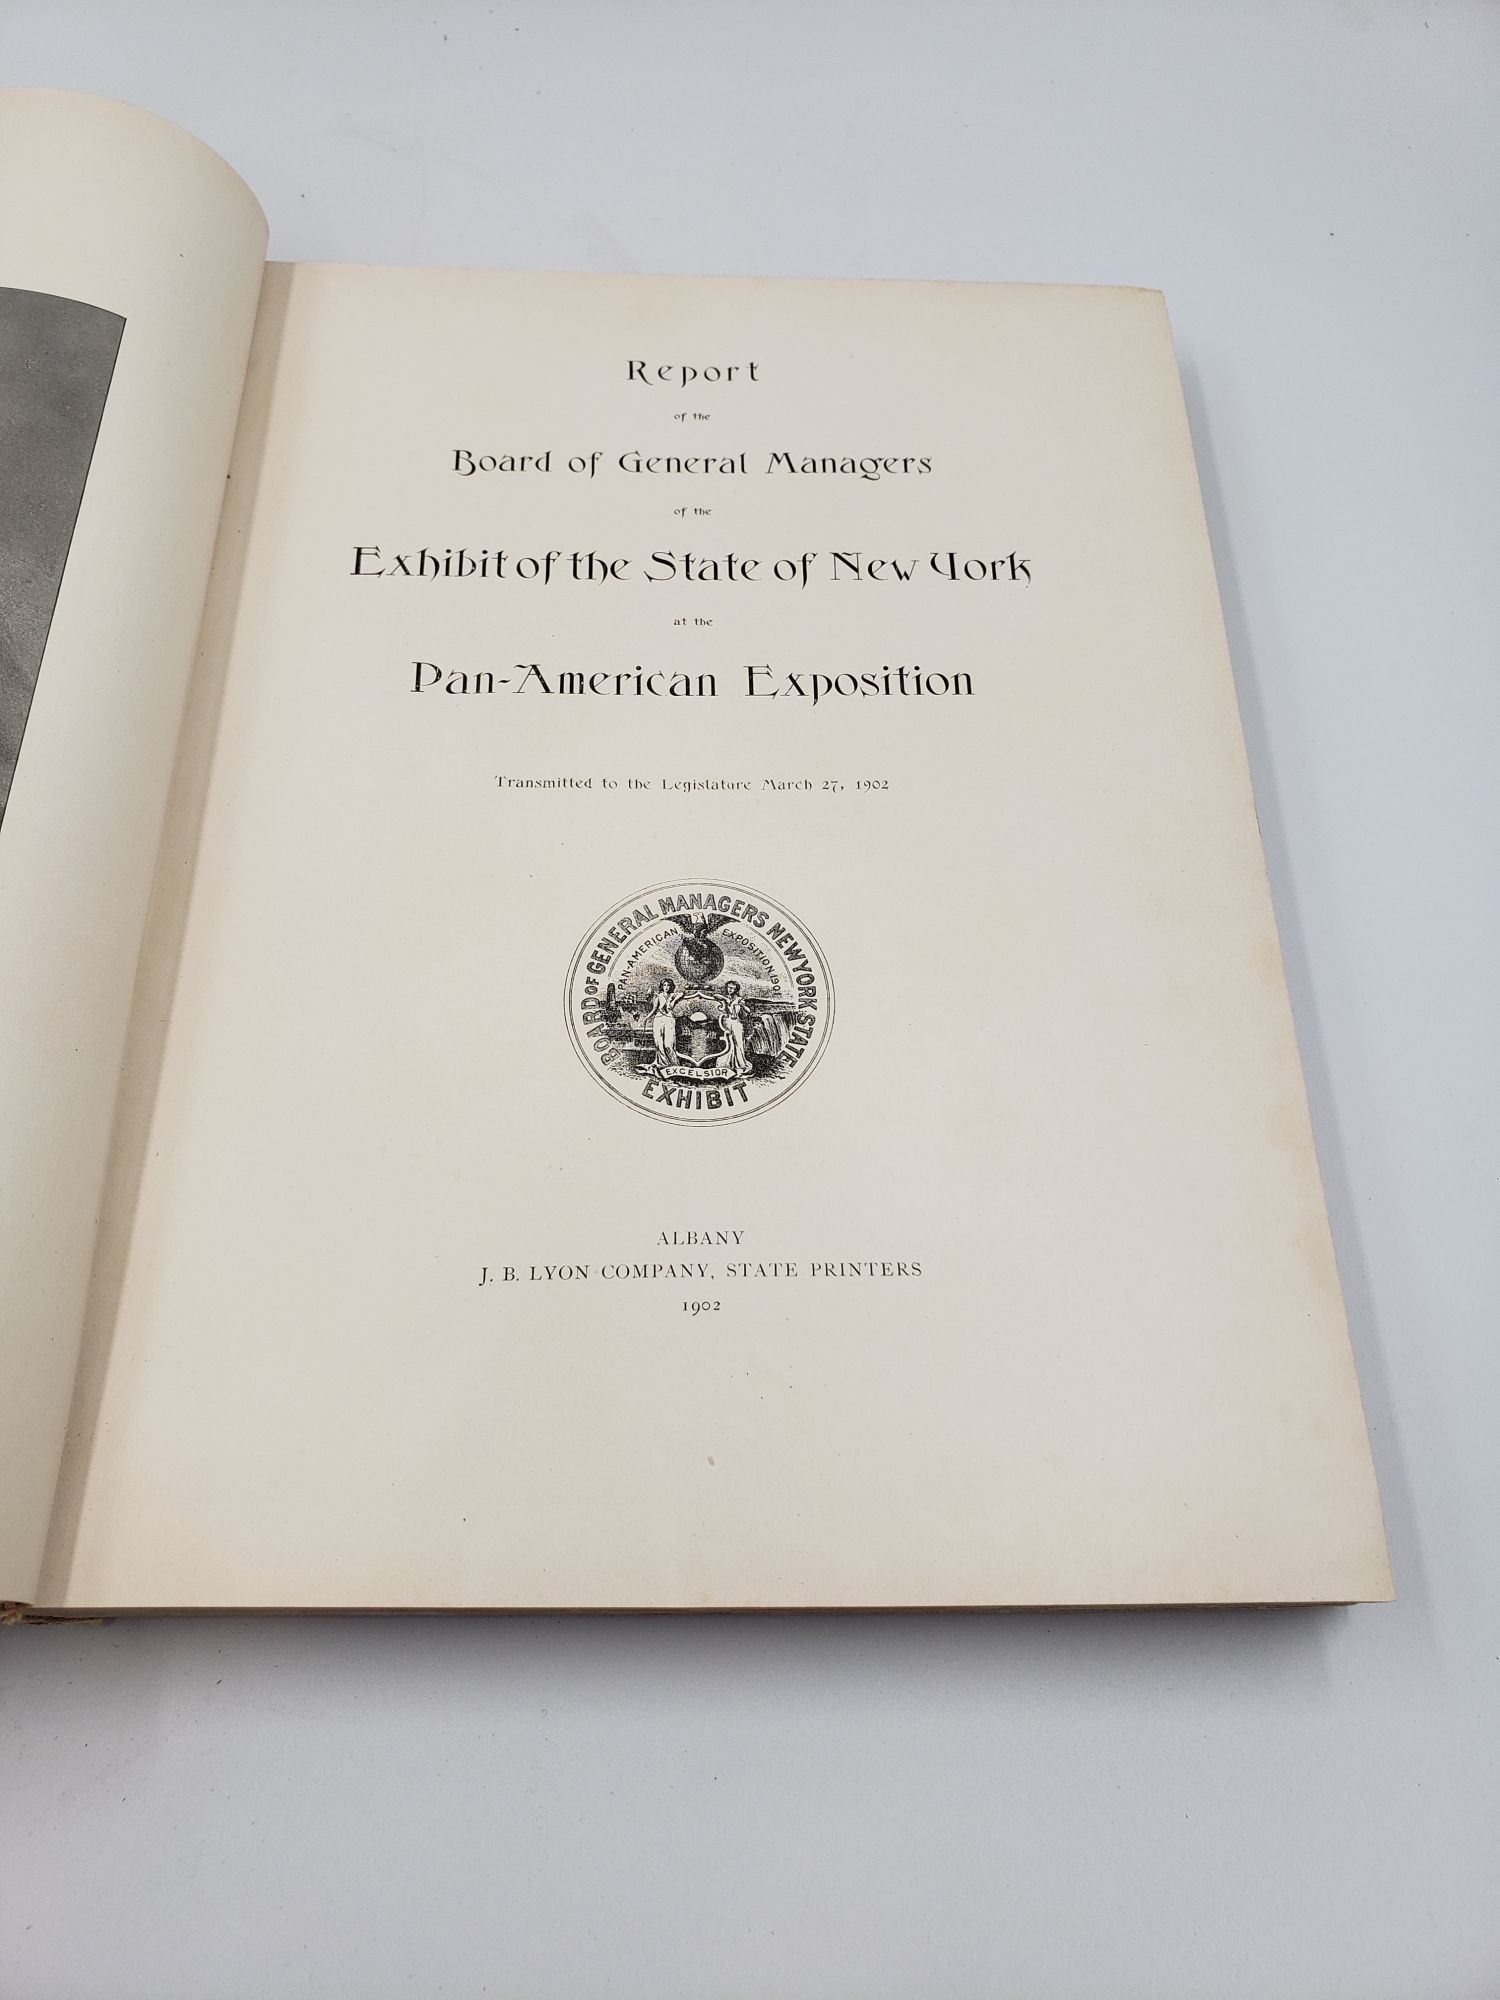 Report
of the
Board of General Managers
of the
Exhibit of the State of New York
at the
Pan-American Exposition
Transmitted to the Legislature March 27, 1902
BOARD OF GENERAL MANAGERS NEW YORK STATE
PAN-AMERICAN EXPOSITION 1901
EXCELSIOR
EXHIBIT
ALBANY
J. B. LYON COMPANY, STATE PRINTERS
1902